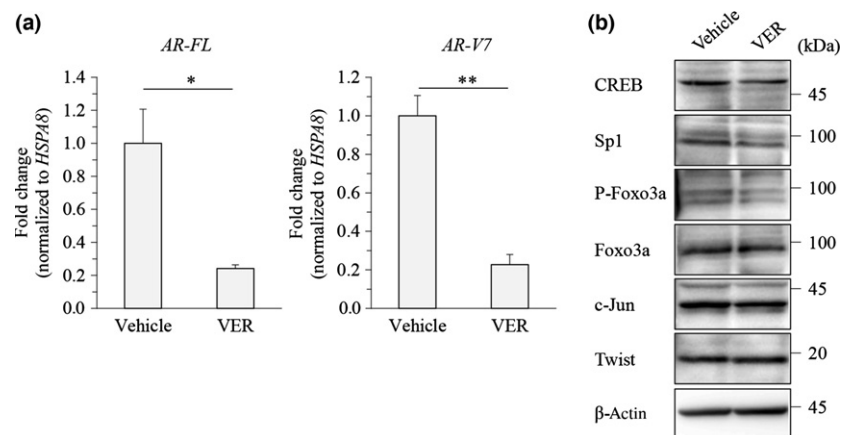 (a)
AR-FL
Fold change
(normalized to HSPA8)
1.4
1.2
1.0
0.8
0.6
0.4
0.2
0.0
*
Vehicle VER
AR-V7
Fold change
(normalized to HSPA8)
1.2
1.0
0.8
0.6
0.4
0.2
0.0
**
Vehicle VER
(b)
Vehicle VER (kDa)
CREB 45
Sp1 100
P-Foxo3a 100
Foxo3a 100
c-Jun 45
Twist 20
β-Actin 45